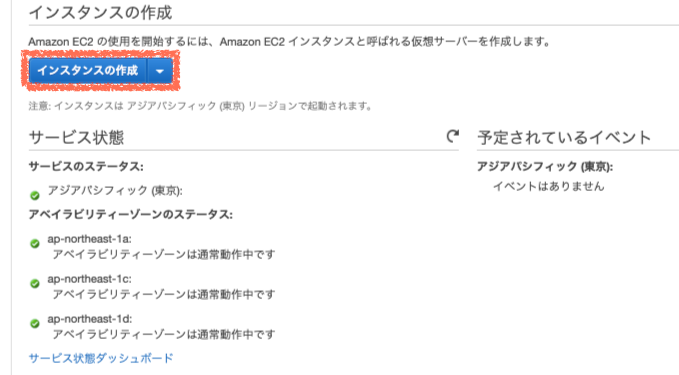 インスタンスの作成
Amazon EC2 の使用を開始するには、Amazon EC2 インスタンスと呼ばれる仮想サーバーを作成します。
インスタンスの作成
注意: インスタンスは アジアパシフィック (東京) リージョンで起動されます。
サービス状態
サービスのステータス:
アジアパシフィック (東京):
アベイラビリティーゾーンのステータス:
ap-northeast-1a:
アベイラビリティーゾーンは通常動作中です
ap-northeast-1c:
アベイラビリティーゾーンは通常動作中です
ap-northeast-1d:
アベイラビリティーゾーンは通常動作中です
サービス状態ダッシュボード
予定されているイベント
アジアパシフィック (東京):
イベントはありません